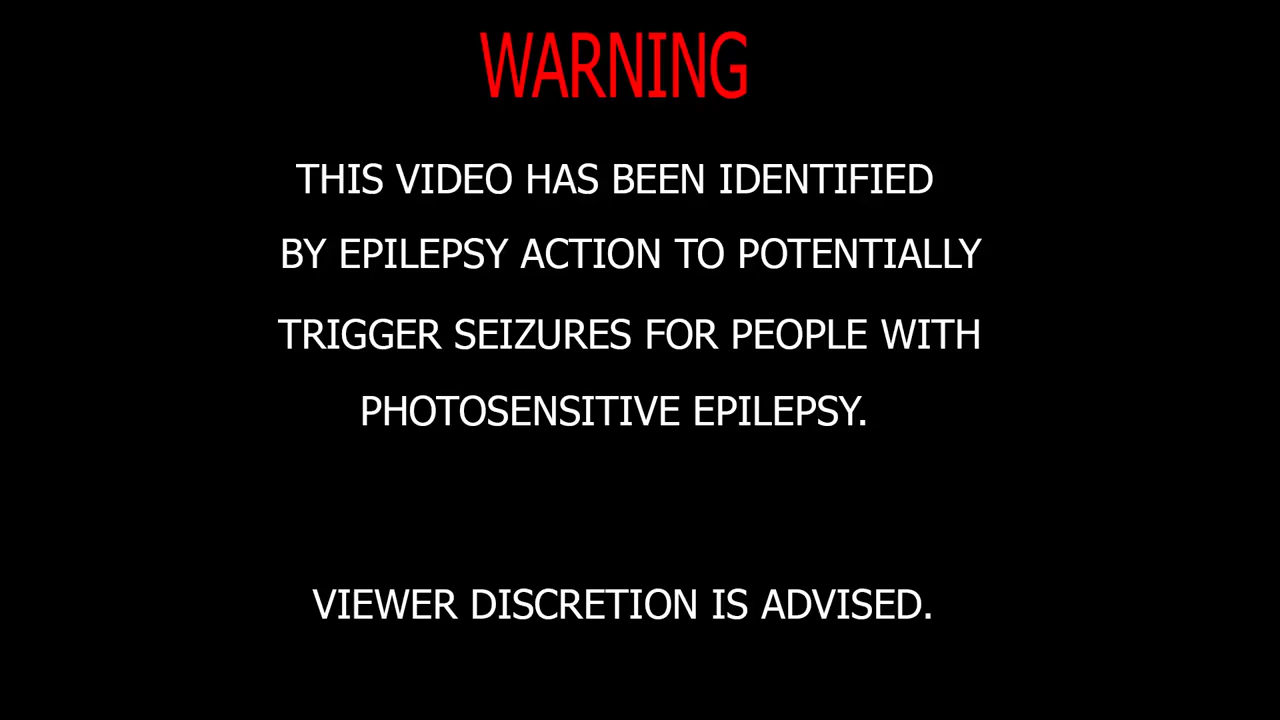 WARNING
THIS VIDEO HAS BEEN IDENTIFIED
BY EPILEPSY ACTION TO POTENTIALLY
TRIGGER SEIZURES FOR PEOPLE WITH
PHOTOSENSITIVE EPILEPSY.
VIEWER DISCRETION IS ADVISED.